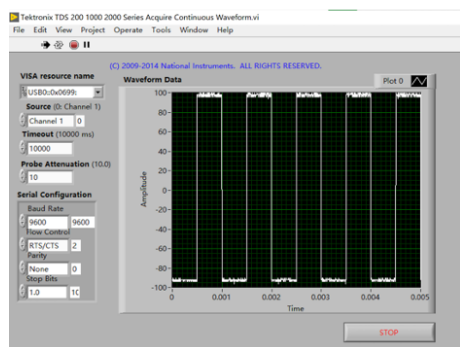 Tektronix TDS 200 1000 2000 Series Acquire Continuous Waveform.vi
File Edit View Project Operate Tools Window Help
(C) 2009-2014 National Instruments. ALL RIGHTS RESERVED.
VISA resource name
USB0::0x0699:
Source (0: Channel 1)
Channel 1 0
Timeout (10000 ms)
10000
Probe Attenuation (10.0)
10
Serial Configuration
Baud Rate
9600 9600
Flow Control
RTS/CTS 2
Parity
None 0
Stop Bits
1.0 10
Waveform Data
Plot 0
Amplitude
100
80
60
40
20
0
-20
-40
-60
-80
-100
0 0.001 0.002 0.003 0.004 0.005
Time
STOP